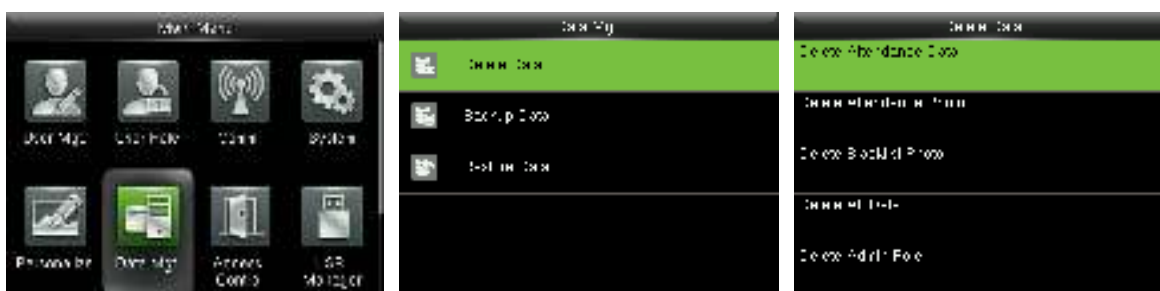 Main Menu
User Mgt.
User Role
Comm.
System
Personalize
Data Mgt.
Access
Control
USB
Manager
Data Mgt.
Delete Data
Backup Data
Restore Data
Delete Data
Delete Attendance Data
Delete Attendance Photo
Delete Blacklist Photo
Delete All Data
Delete Admin Role